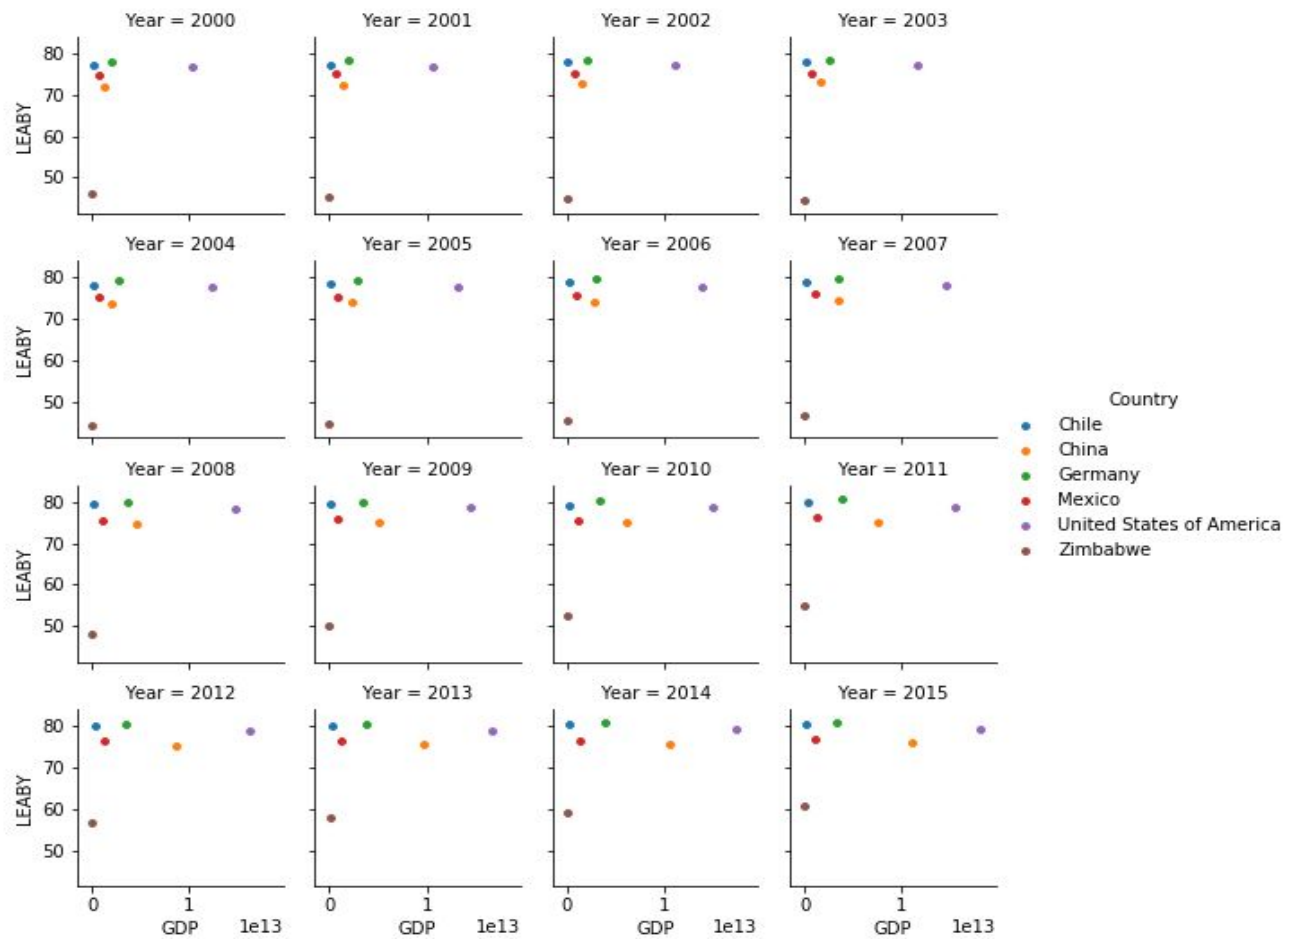 Year = 2000 Year = 2001 Year = 2002 Year = 2003
80
70
60
50
LEABY
Year = 2004 Year = 2005 Year = 2006 Year = 2007
80
70
60
50
LEABY
Country
Chile
China
Germany
Mexico
United States of America
Zimbabwe
Year = 2008 Year = 2009 Year = 2010 Year = 2011
80
70
60
50
LEABY
Year = 2012 Year = 2013 Year = 2014 Year = 2015
80
70
60
50
LEABY
0 1 0 1 0 1 0 1
GDP 1e13 GDP 1e13 GDP 1e13 GDP 1e13